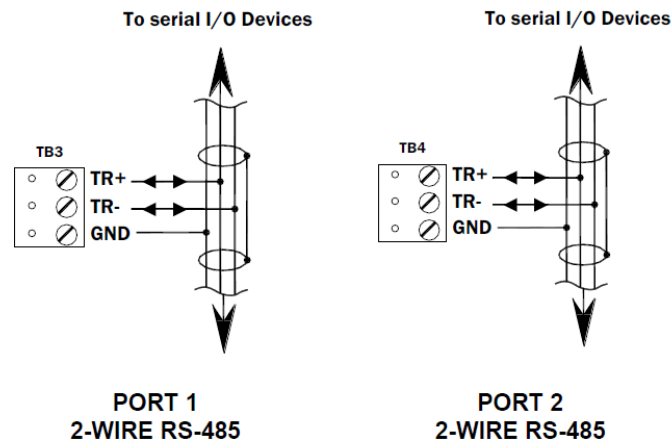 To serial I/O Devices
TB3
TR+
TR-
GND
PORT 1
2-WIRE RS-485
To serial I/O Devices
TB4
TR+
TR-
GND
PORT 2
2-WIRE RS-485